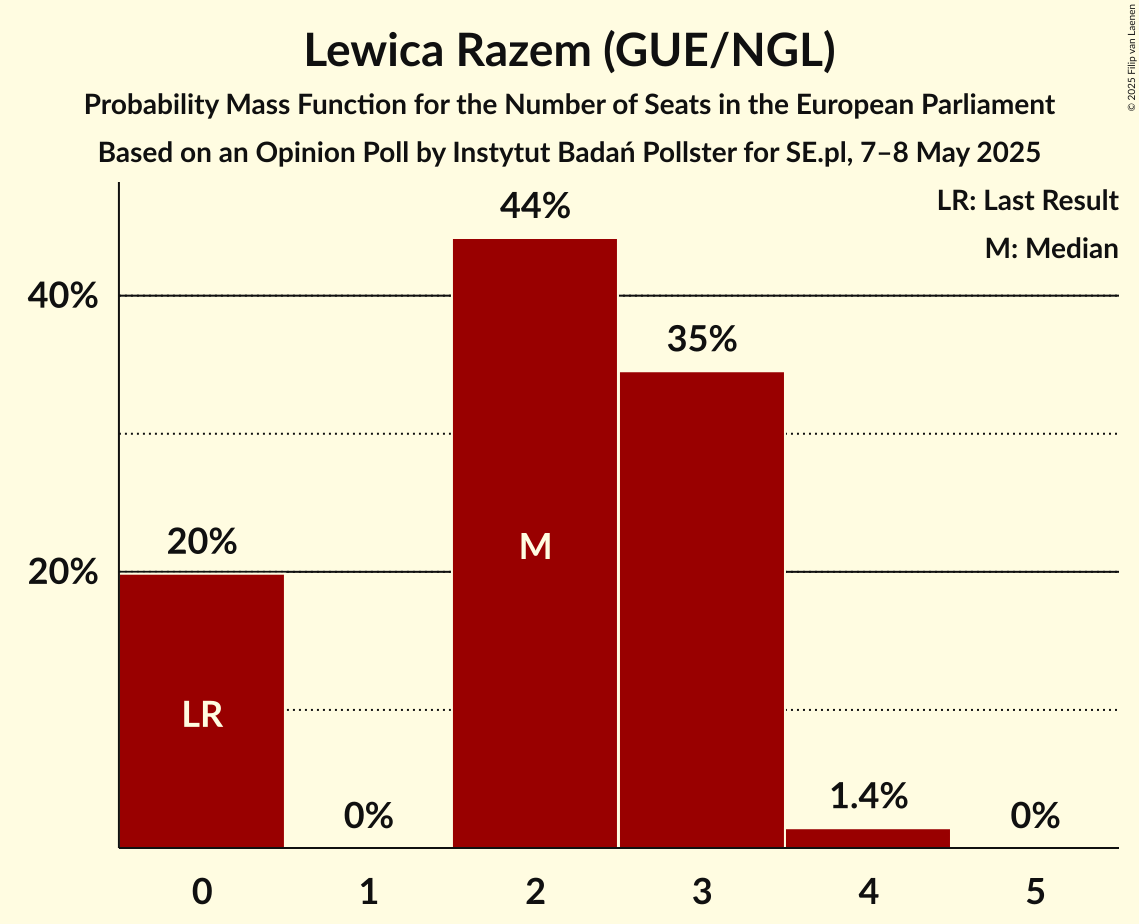 Lewica Razem (GUE/NGL)
Probability Mass Function for the Number of Seats in the European Parliament
Based on an Opinion Poll by Instytut Badań Pollster for SE.pl, 7–8 May 2025
© 2025 Filip van Laenen
LR: Last Result
M: Median
44%
40%
35%
20%
20%
M
LR
0%
1.4%
0%
0 1 2 3 4 5